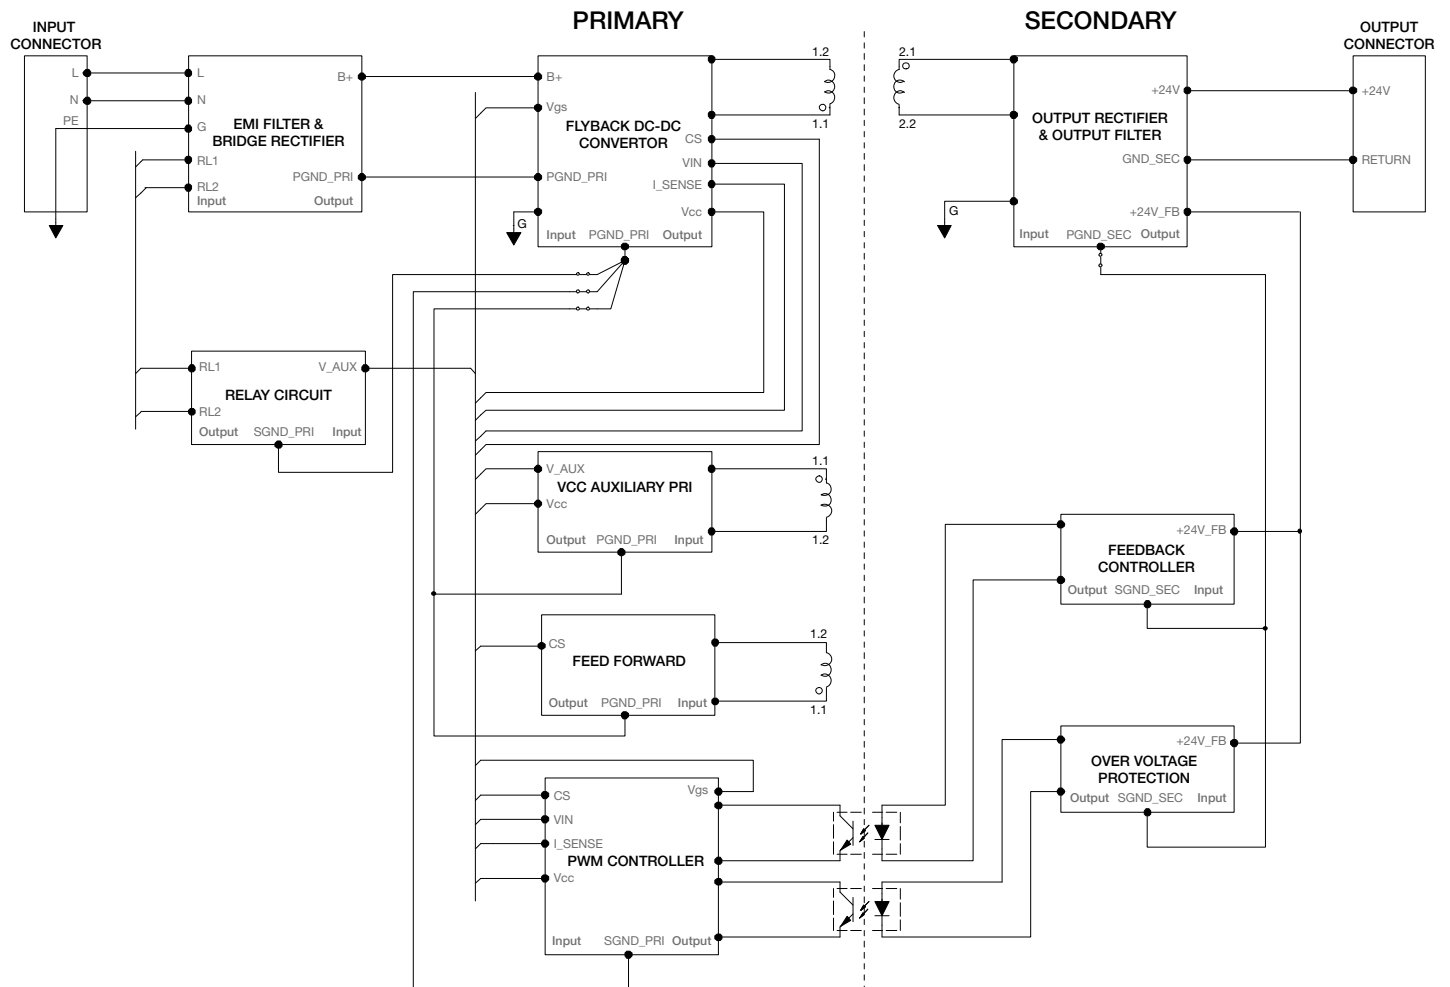 PRIMARY
SECONDARY
INPUT
CONNECTOR
L
N
PE
L
N
G
RL1
RL2
Input
B+
EMI FILTER &
BRIDGE RECTIFIER
PGND_PRI
Output
B+
Vgs
FLYBACK DC-DC
CONVERTOR
PGND_PRI
G
Input
PGND_PRI
Output
CS
VIN
I_SENSE
Vcc
1.2
1.1
2.1
2.2
OUTPUT RECTIFIER
& OUTPUT FILTER
+24V
GND_SEC
+24V_FB
G
Input
PGND_SEC
Output
OUTPUT
CONNECTOR
+24V
RETURN
RL1
V_AUX
RELAY CIRCUIT
RL2
Output
SGND_PRI
Input
V_AUX
VCC AUXILIARY PRI
Vcc
Output
PGND_PRI
Input
1.1
1.2
CS
FEED FORWARD
Output
PGND_PRI
Input
1.2
1.1
+24V_FB
FEEDBACK
CONTROLLER
Output
SGND_SEC
Input
+24V_FB
OVER VOLTAGE
PROTECTION
Output
SGND_SEC
Input
Vgs
CS
VIN
I_SENSE
PWM CONTROLLER
Vcc
Input
SGND_PRI
Output